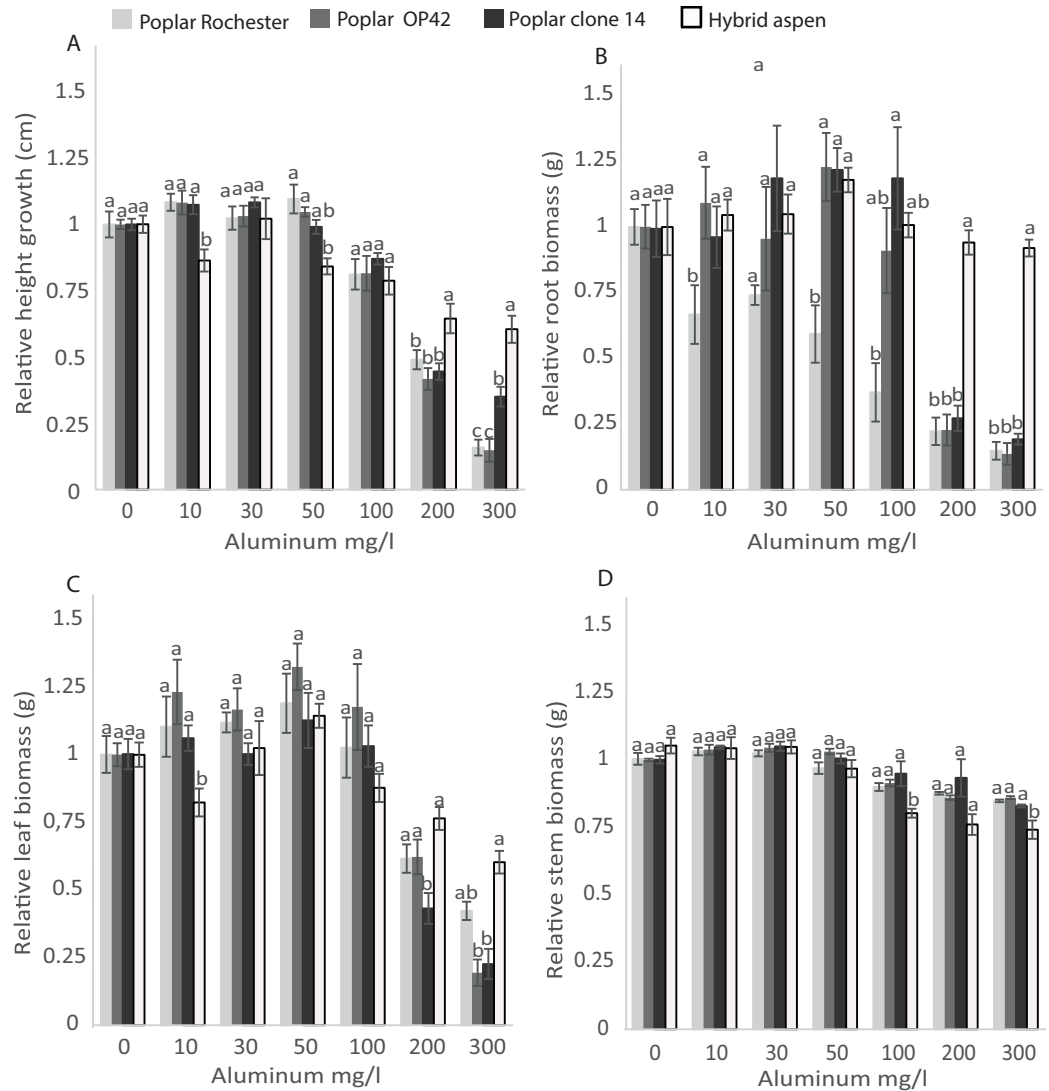 Poplar Rochester Poplar OP42 Poplar clone 14 Hybrid aspen
A
1.5
1.25
1
0.75
0.5
0.25
0
Relative height growth (cm)
a a a a
a a a b
a a a a
a a ab b
a a a a
b b b a
c c b a
0 10 30 50 100 200 300
Aluminum mg/l
B
1.5
1.25
1
0.75
0.5
0.25
0
Relative root biomass (g)
a a a a
b a a a
a a a a
b a a a
b ab a ab
b b b a
b b b a
0 10 30 50 100 200 300
Aluminum mg/l
C
1.5
1.25
1
0.75
0.5
0.25
0
Relative leaf biomass (g)
a a a a
a a a b
a a a a
a a a a
a a a a
a a b a
ab b b a
0 10 30 50 100 200 300
Aluminum mg/l
D
1.5
1.25
1
0.75
0.5
0.25
0
Relative stem biomass (g)
a a a a
a a a a
a a a a
a a a a
a a a b
a a a a
a a a b
0 10 30 50 100 200 300
Aluminum mg/l